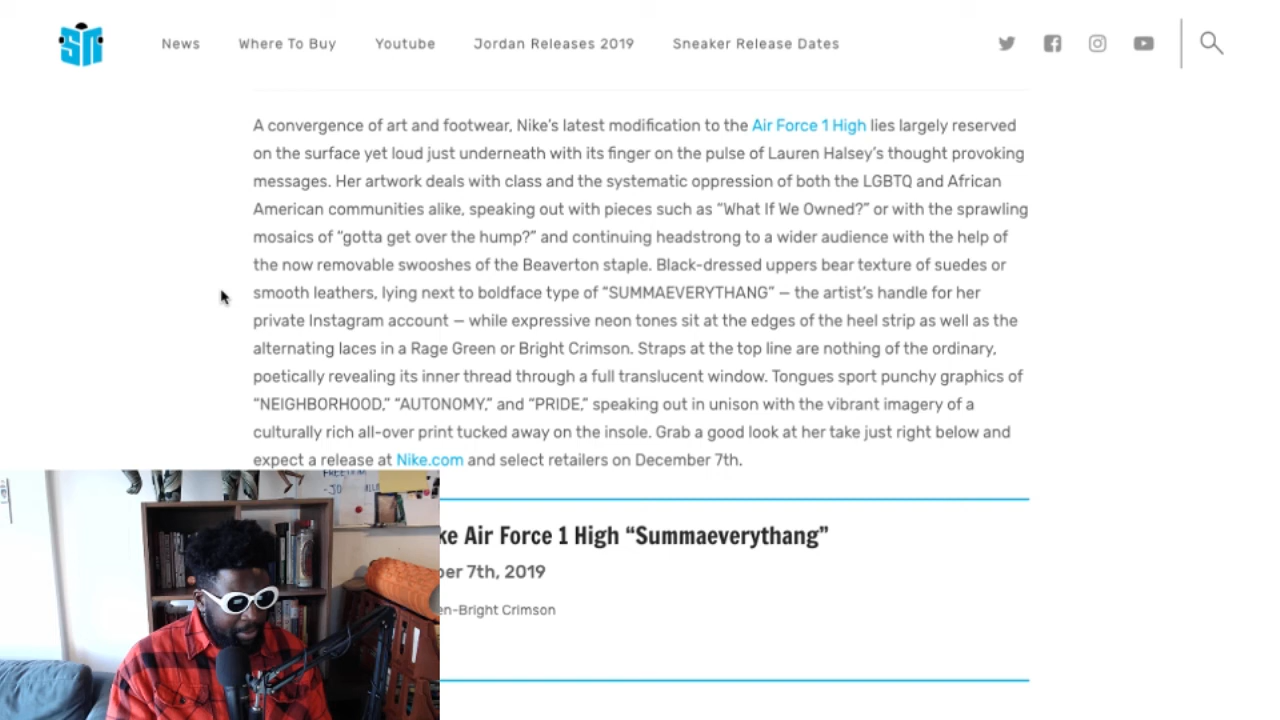 SN
News Where To Buy Youtube Jordan Releases 2019 Sneaker Release Dates
A convergence of art and footwear, Nike's latest modification to the Air Force 1 High lies largely reserved
on the surface yet loud just underneath with its finger on the pulse of Lauren Halsey's thought provoking
messages. Her artwork deals with class and the systematic oppression of both the LGBTQ and African
American communities alike, speaking out with pieces such as “What If We Owned?” or with the sprawling
mosaics of “gotta get over the hump?” and continuing headstrong to a wider audience with the help of
the now removable swooshes of the Beaverton staple. Black-dressed uppers bear texture of suedes or
smooth leathers, lying next to boldface type of “SUMMAEVERYTHANG” — the artist's handle for her
private Instagram account — while expressive neon tones sit at the edges of the heel strip as well as the
alternating laces in a Rage Green or Bright Crimson. Straps at the top line are nothing of the ordinary,
poetically revealing its inner thread through a full translucent window. Tongues sport punchy graphics of
“NEIGHBORHOOD,” “AUTONOMY,” and “PRIDE,” speaking out in unison with the vibrant imagery of a
culturally rich all-over print tucked away on the insole. Grab a good look at her take just right below and
expect a release at Nike.com and select retailers on December 7th.
FREEDOM
ke Air Force 1 High “Summaeverythang”
ber 7th, 2019
en-Bright Crimson